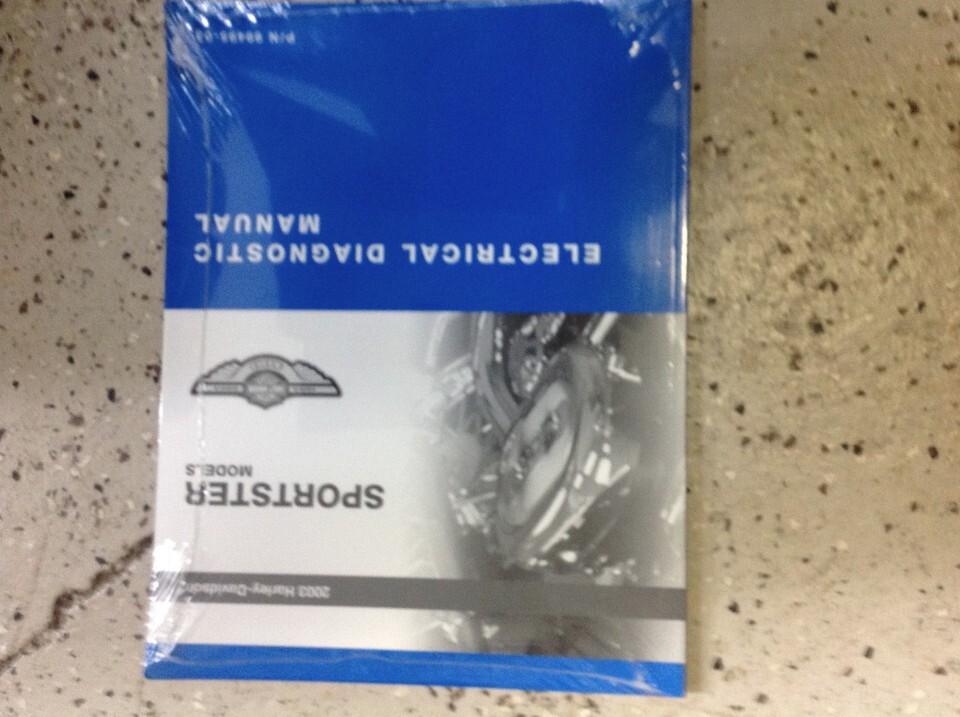 2003 Harley-Davidson
SPORTSTER
MODELS
ELECTRICAL DIAGNOSTIC
MANUAL
P/N